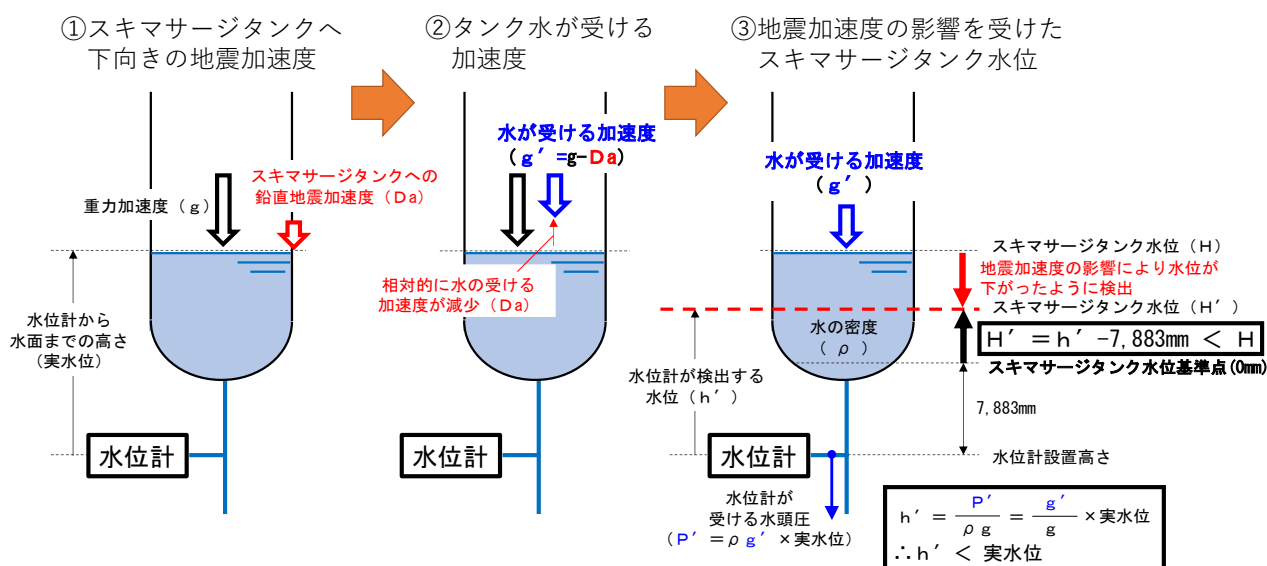 ①スキマサージタンクへ
下向きの地震加速度
②タンク水が受ける
加速度
③地震加速度の影響を受けた
スキマサージタンク水位
重力加速度(g)
スキマサージタンクへの
鉛直地震加速度(Da)
水位計から
水面までの高さ
(実水位)
水位計
水が受ける加速度
(g′=g-Da)
相対的に水の受ける
加速度が減少(Da)
水位計
水が受ける加速度
(g′)
スキマサージタンク水位(H)
地震加速度の影響により水位が
下がったように検出
スキマサージタンク水位(H′)
H′=h′-7,883mm < H
スキマサージタンク水位基準点(0mm)
水の密度
(ρ)
水位計が検出する
水位(h′)
7,883mm
水位計
水位計設置高さ
水位計が
受ける水頭圧
(P′=ρg′×実水位)
h′=P′/ρg=g′/g×実水位
∴h′< 実水位